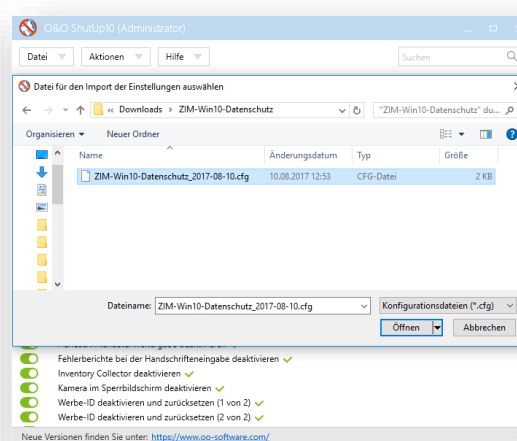 O&O ShutUp10 (Administrator)
Datei Aktionen Hilfe Suchen
Datei für den Import der Einstellungen auswählen
« Downloads > ZIM-Win10-Datenschutz "ZIM-Win10-Datenschutz" du...
Organisieren Neuer Ordner
Name Änderungsdatum Typ Größe
ZIM-Win10-Datenschutz_2017-08-10.cfg 10.08.2017 12:53 CFG-Datei 2 KB
Dateiname: ZIM-Win10-Datenschutz_2017-08-10.cfg Konfigurationsdateien (*.cfg)
Öffnen Abbrechen
Fehlerberichte bei der Handschrifteneingabe deaktivieren
Inventory Collector deaktivieren
Kamera im Sperrbildschirm deaktivieren
Werbe-ID deaktivieren und zurücksetzen (1 von 2)
Werbe-ID deaktivieren und zurücksetzen (2 von 2)
Neue Versionen finden Sie unter: https://www.oo-software.com/